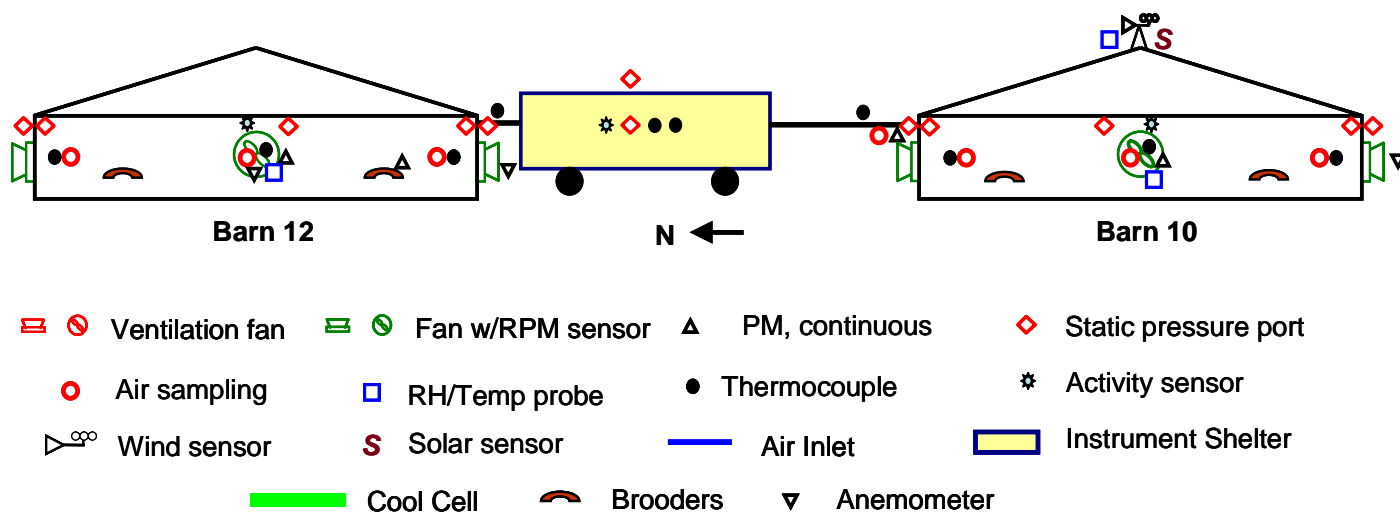 S
Barn 12
N
Barn 10
Ventilation fan
Fan w/RPM sensor
PM, continuous
Static pressure port
Air sampling
RH/Temp probe
Thermocouple
Activity sensor
Wind sensor
S
Solar sensor
Air Inlet
Instrument Shelter
Cool Cell
Brooders
Anemometer